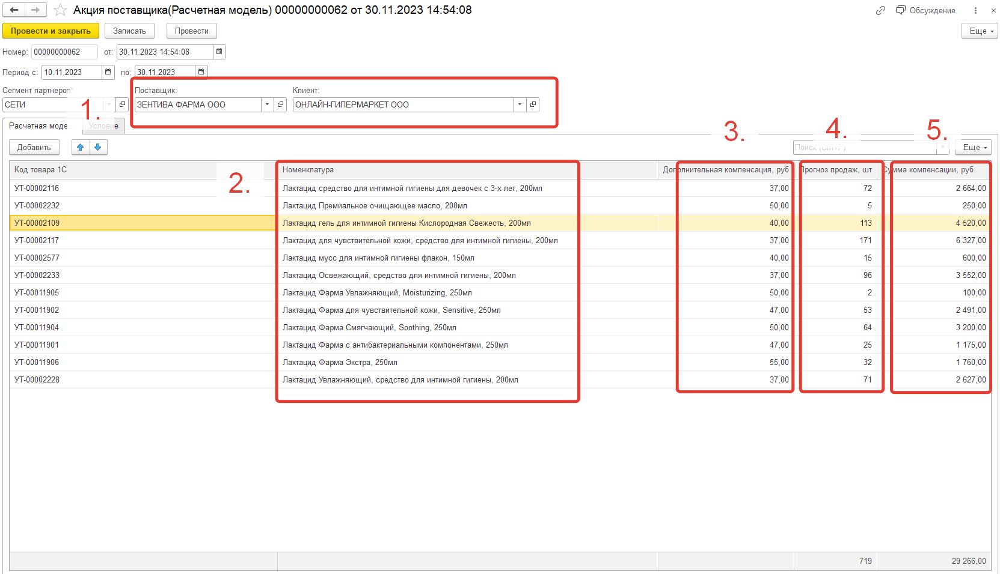 Акция поставщика(Расчетная модель) 00000000062 от 30.11.2023 14:54:08
Обсуждение
Провести и закрыть Записать Провести Еще
Номер: 00000000062 от: 30.11.2023 14:54:08
Период с: 10.11.2023 по: 30.11.2023
Сегмент партнеров: Поставщик: Клиент:
СЕТИ 1. ЗЕНТИВА ФАРМА ООО ОНЛАЙН-ГИПЕРМАРКЕТ ООО
Расчетная моде Условие
3. 4. 5.
Добавить Поиск (Ctrl+F) Еще
Код товара 1С Номенклатура Дополнительная компенсация, руб Прогноз продаж, шт Сумма компенсации, руб
2.
УТ-00002116 Лактацид средство для интимной гигиены для девочек с 3-х лет, 200мл 37,00 72 2 664,00
УТ-00002232 Лактацид Премиальное очищающее масло, 200мл 50,00 5 250,00
УТ-00002109 Лактацид гель для интимной гигиены Кислородная Свежесть, 200мл 40,00 113 4 520,00
УТ-00002117 Лактацид для чувствительной кожи, средство для интимной гигиены, 200мл 37,00 171 6 327,00
УТ-00002577 Лактацид мусс для интимной гигиены флакон, 150мл 40,00 15 600,00
УТ-00002233 Лактацид Освежающий, средство для интимной гигиены, 200мл 37,00 96 3 552,00
УТ-00011905 Лактацид Фарма Увлажняющий, Moisturizing, 250мл 50,00 2 100,00
УТ-00011902 Лактацид Фарма для чувствительной кожи, Sensitive, 250мл 47,00 53 2 491,00
УТ-00011904 Лактацид Фарма Смягчающий, Soothing, 250мл 50,00 64 3 200,00
УТ-00011901 Лактацид Фарма с антибактериальными компонентами, 250мл 47,00 25 1 175,00
УТ-00011906 Лактацид Фарма Экстра, 250мл 55,00 32 1 760,00
УТ-00002228 Лактацид Увлажняющий, средство для интимной гигиены, 200мл 37,00 71 2 627,00
719 29 266,00